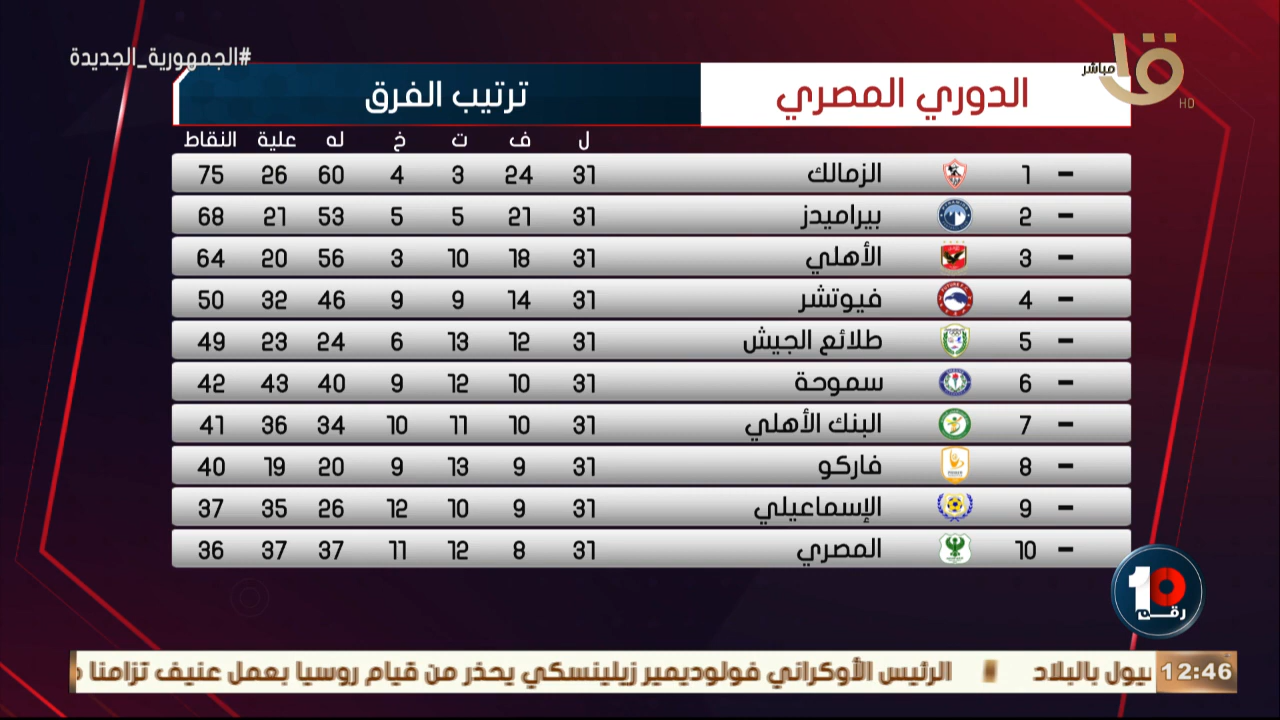 #الجمهورية_الجديدة
مباشر
HD
الدوري المصري ترتيب الفرق
ل ف ت خ له علية النقاط
- 1 الزمالك 31 24 3 4 60 26 75
- 2 بيراميدز 31 21 5 5 53 21 68
- 3 الأهلي 31 18 10 3 56 20 64
- 4 فيوتشر 31 14 9 9 46 32 50
- 5 طلائع الجيش 31 12 13 6 24 23 49
- 6 سموحة 31 10 12 9 40 43 42
- 7 البنك الأهلي 31 10 11 10 34 36 41
- 8 فاركو 31 9 13 9 20 19 40
- 9 الإسماعيلي 31 9 10 12 26 35 37
- 10 المصري 31 8 12 11 37 37 36
رقم 10
12:46 نيول بالبلاد الرئيس الأوكراني فولوديمير زيلينسكي يحذر من قيام روسيا بعمل عنيف تزامنا